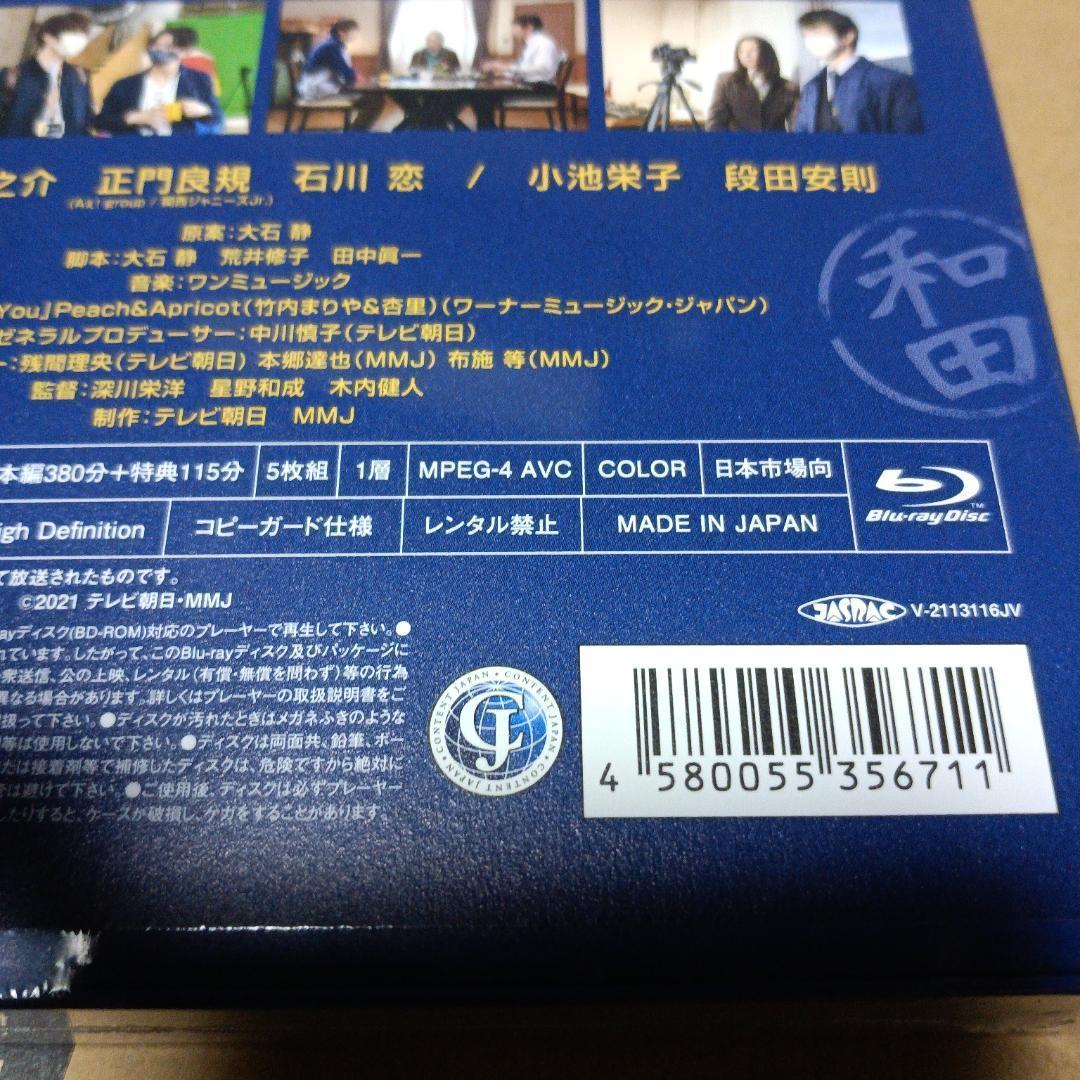 之介 正門良規 石川 恋 / 小池栄子 段田安則
(Aぇ! group / 関西ジャニーズJr.)
原案：大石 静
脚本：大石 静 荒井修子 田中眞一
音楽：ワンミュージック
You」Peach&Apricot(竹内まりや&杏里)(ワーナーミュージック・ジャパン)
ゼネラルプロデューサー：中川慎子(テレビ朝日)
ー：残間理央(テレビ朝日) 本郷達也(MMJ) 布施 等(MMJ)
監督：深川栄洋 星野和成 木内健人
制作：テレビ朝日 MMJ
和田
本編380分＋特典115分 5枚組 1層 MPEG-4 AVC COLOR 日本市場向
igh Definition コピーガード仕様 レンタル禁止 MADE IN JAPAN
Blu-ray Disc TM
て放送されたものです。
©2021 テレビ朝日・MMJ
JASRAC V-2113116JV
ayディスク(BD-ROM)対応のプレーヤーで再生して下さい。●
れています。したがって、このBlu-rayディスク及びパッケージに
衆送信、公の上映、レンタル(有償・無償を問わず)等の行為
異なる場合があります。詳しくはプレーヤーの取扱説明書をご
扱って下さい。●ディスクが汚れたときはメガネふきのような
等は使用しないで下さい。●ディスクは両面共、鉛筆、ボー
たは接着剤等で補修したディスクは、危険ですから絶対に
は避けて下さい。●ご使用後、ディスクは必ずプレーヤー
したりすると、ケースが破損し、ケガをすることがあります。
CONTENT JAPAN • CONTENT JAPAN • CONTENT JAPAN
CJ
4 580055 356711